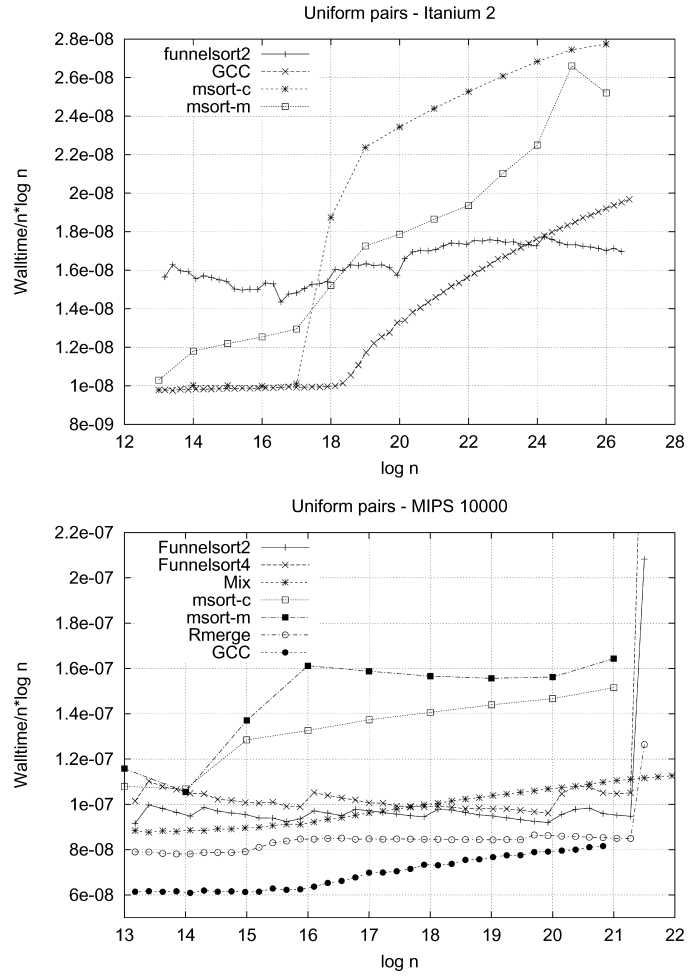 Uniform pairs - Itanium 2
2.8e-08
2.6e-08
2.4e-08
2.2e-08
2e-08
1.8e-08
1.6e-08
1.4e-08
1.2e-08
1e-08
8e-09
Walltime/n*log n
funnelsort2
GCC
msort-c
msort-m
12 14 16 18 20 22 24 26 28
log n
Uniform pairs - MIPS 10000
2.2e-07
2e-07
1.8e-07
1.6e-07
1.4e-07
1.2e-07
1e-07
8e-08
6e-08
Walltime/n*log n
Funnelsort2
Funnelsort4
Mix
msort-c
msort-m
Rmerge
GCC
13 14 15 16 17 18 19 20 21 22
log n